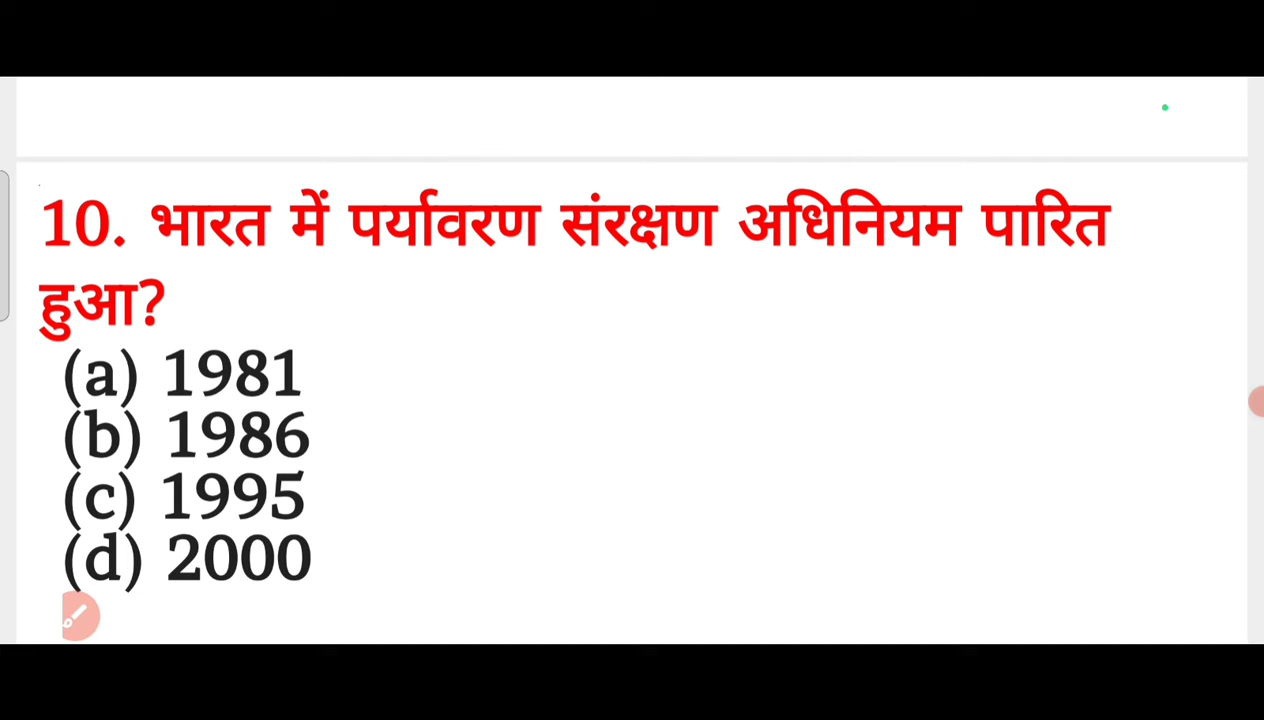 10. भारत में पर्यावरण संरक्षण अधिनियम पारित
हुआ?
(a) 1981
(b) 1986
(c) 1995
(d) 2000